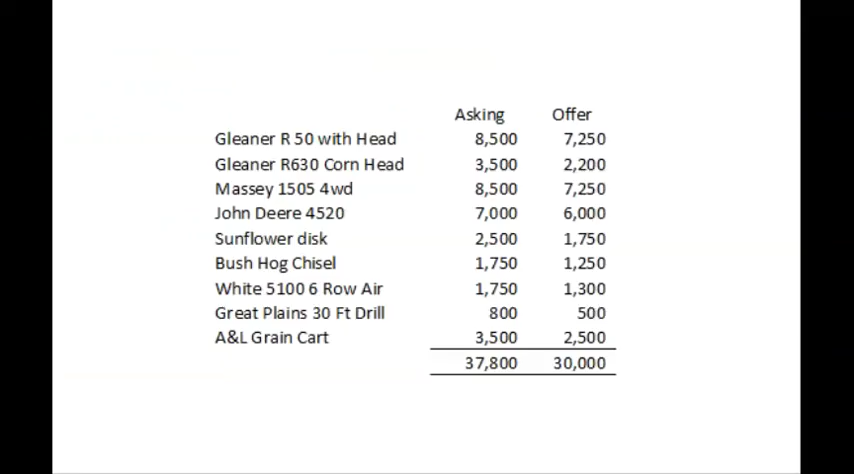 Asking Offer
Gleaner R 50 with Head 8,500 7,250
Gleaner R630 Corn Head 3,500 2,200
Massey 1505 4wd 8,500 7,250
John Deere 4520 7,000 6,000
Sunflower disk 2,500 1,750
Bush Hog Chisel 1,750 1,250
White 5100 6 Row Air 1,750 1,300
Great Plains 30 Ft Drill 800 500
A&L Grain Cart 3,500 2,500
37,800 30,000